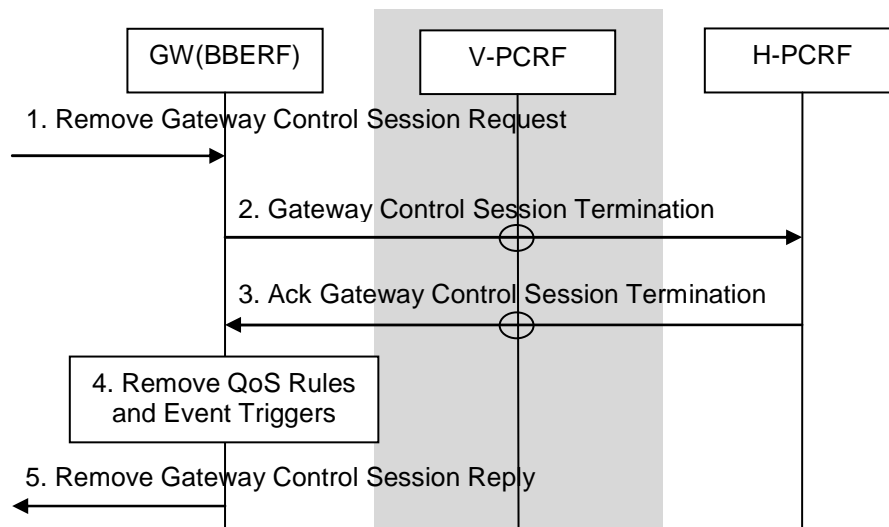 GW(BBERF)
V-PCRF
H-PCRF
1. Remove Gateway Control Session Request
2. Gateway Control Session Termination
3. Ack Gateway Control Session Termination
4. Remove QoS Rules
and Event Triggers
5. Remove Gateway Control Session Reply